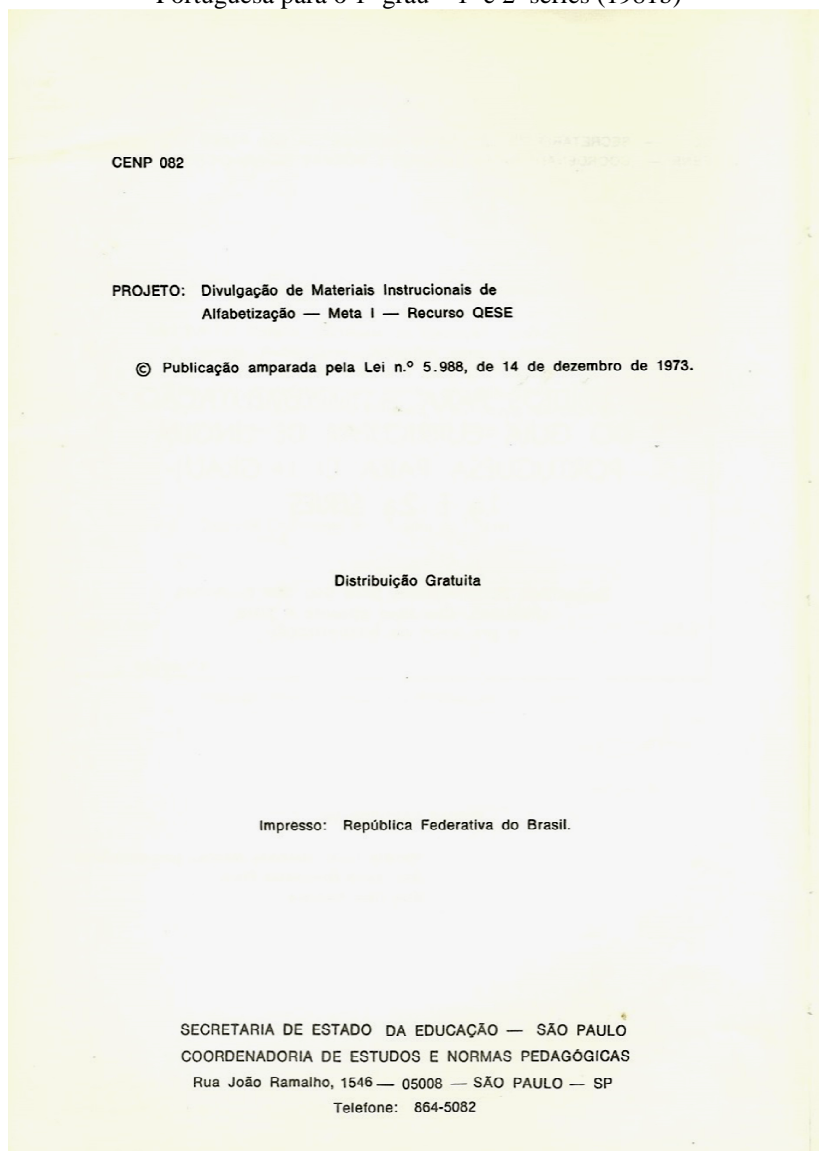 Portuguesa para o 1º grau – 1ª e 2ª séries (1981b)
CENP 082
PROJETO: Divulgação de Materiais Instrucionais de
Alfabetização — Meta I — Recurso QESE
© Publicação amparada pela Lei n.º 5.988, de 14 de dezembro de 1973.
Distribuição Gratuita
Impresso: República Federativa do Brasil.
SECRETARIA DE ESTADO DA EDUCAÇÃO — SÃO PAULO
COORDENADORIA DE ESTUDOS E NORMAS PEDAGÓGICAS
Rua João Ramalho, 1546 — 05008 — SÃO PAULO — SP
Telefone: 864-5082